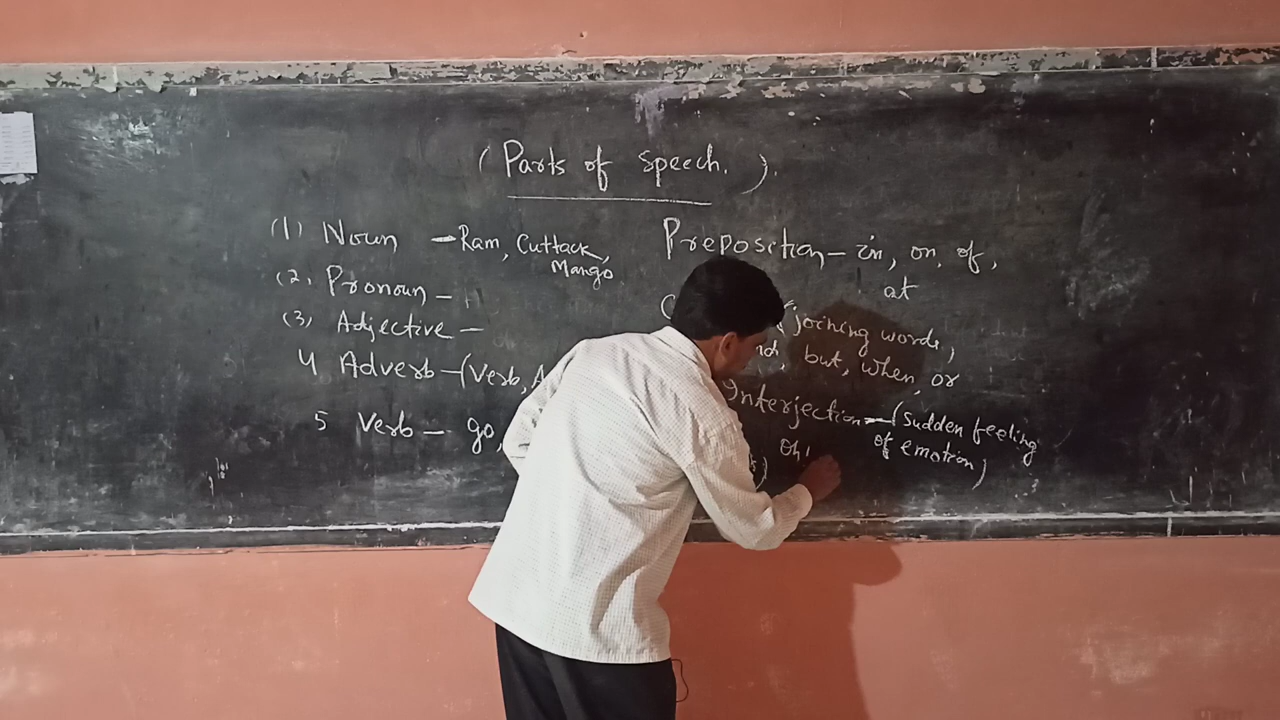 (Parts of speech.)
(1) Noun — Ram, Cuttack,
Mango
(2) Pronoun —
(3) Adjective —
4 Adverb — (Verb, A
5 Verb — go,
Preposition — in, on, of,
at
(joining words,)
but, when, or
Interjection — (sudden feeling
of emotion)
Oh!